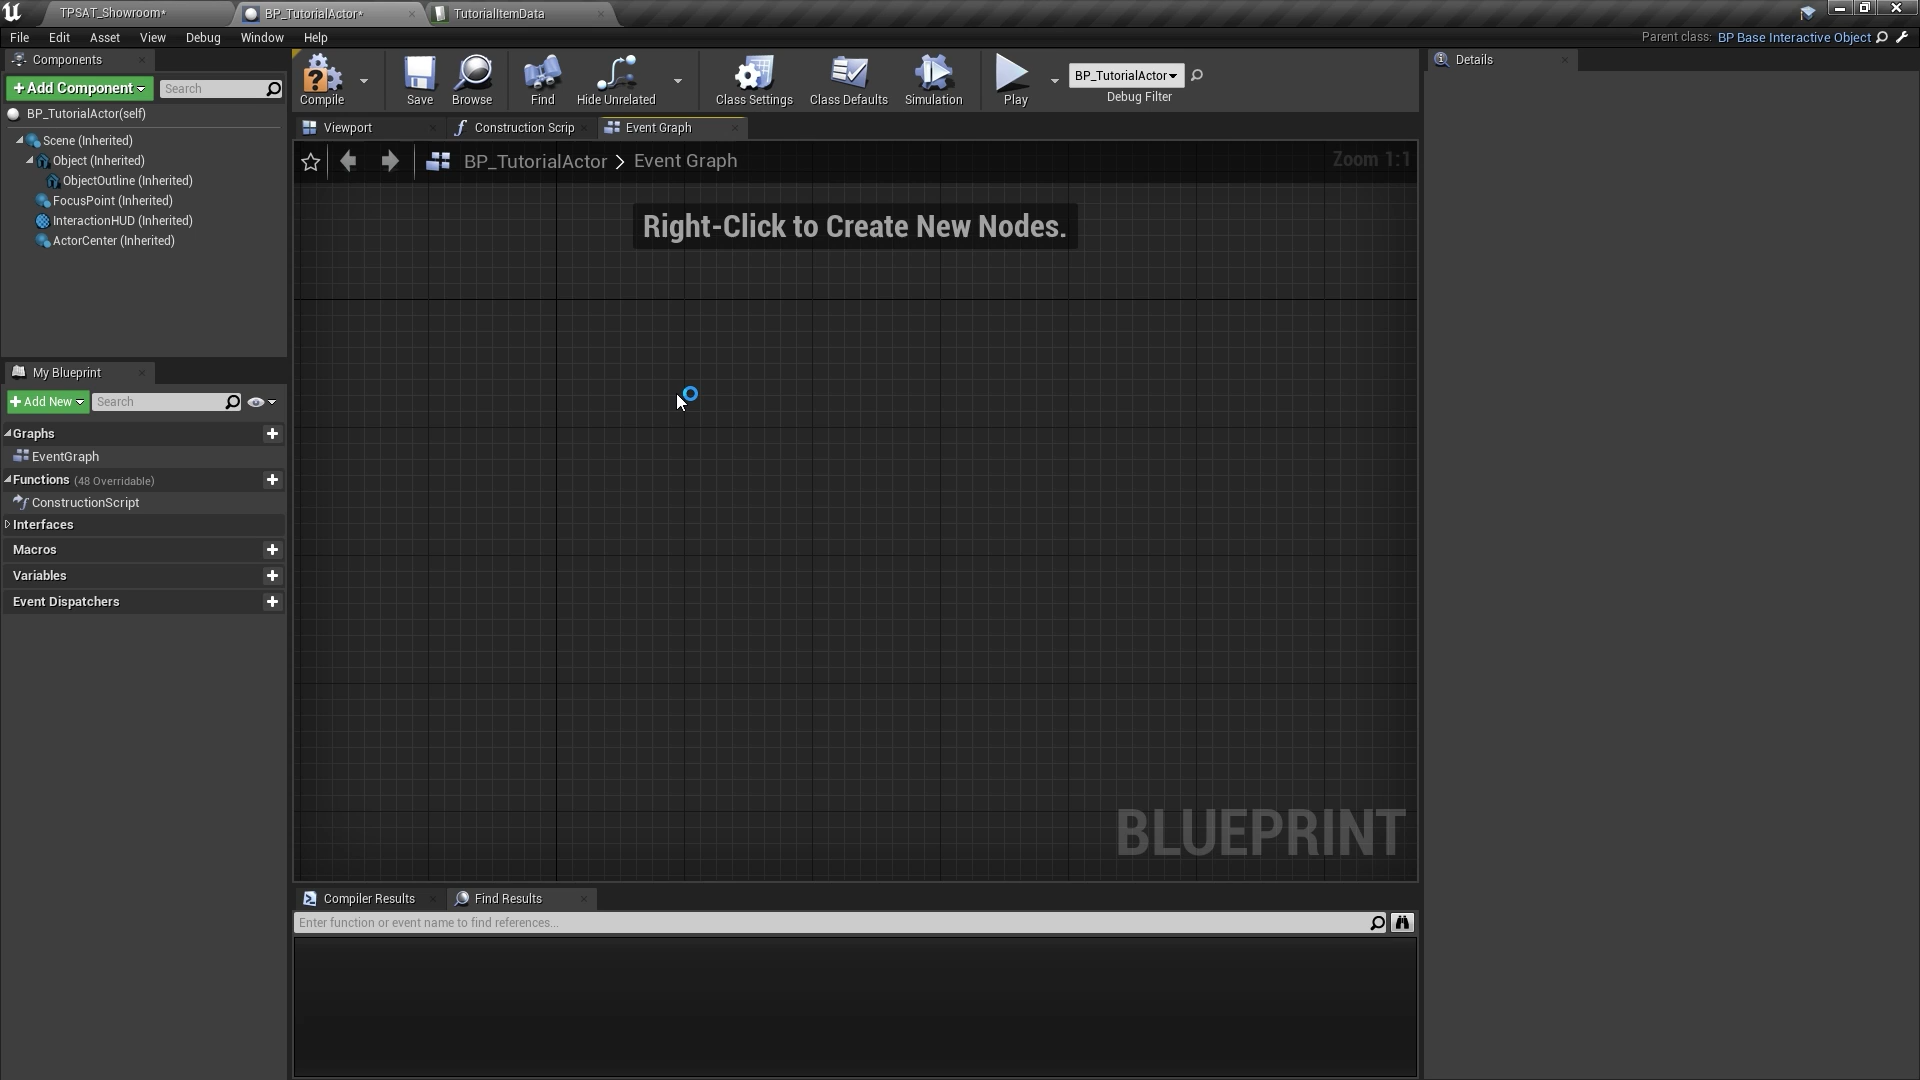 TPSAT_Showroom*
BP_TutorialActor*
TutorialItemData
File Edit Asset View Debug Window Help
Parent class: BP Base Interactive Object
Components
+ Add Component
Search
BP_TutorialActor(self)
Scene (Inherited)
Object (Inherited)
ObjectOutline (Inherited)
FocusPoint (Inherited)
InteractionHUD (Inherited)
ActorCenter (Inherited)
My Blueprint
+ Add New
Search
Graphs
EventGraph
Functions (48 Overridable)
ConstructionScript
Interfaces
Macros
Variables
Event Dispatchers
Compile
Save
Browse
Find
Hide Unrelated
Class Settings
Class Defaults
Simulation
Play
BP_TutorialActor
Debug Filter
Viewport
Construction Scrip
Event Graph
BP_TutorialActor > Event Graph
Zoom 1:1
Right-Click to Create New Nodes.
BLUEPRINT
Compiler Results
Find Results
Enter function or event name to find references...
Details